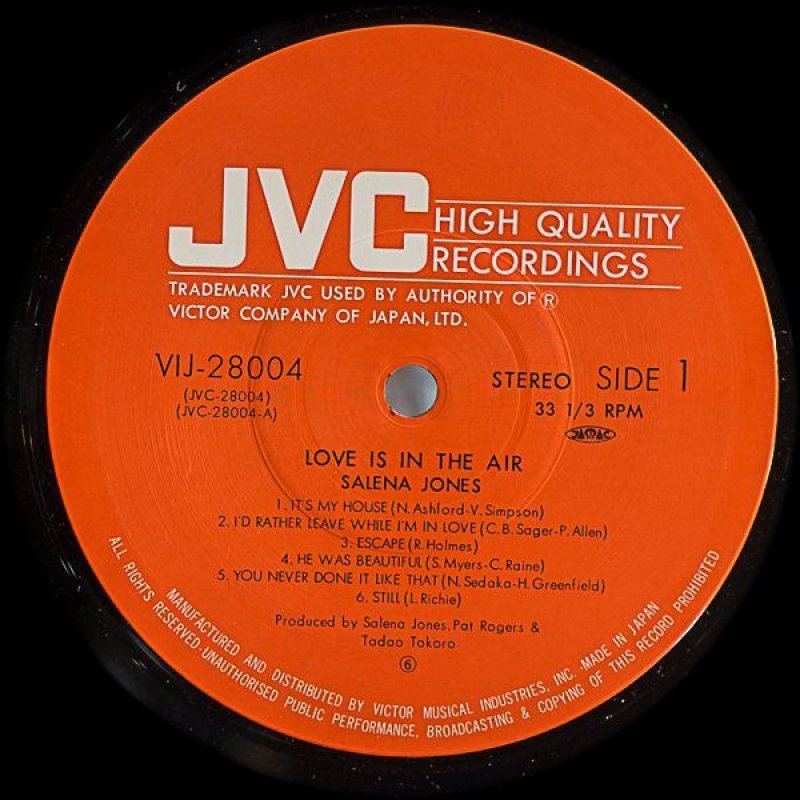 JVC
HIGH QUALITY
RECORDINGS
TRADEMARK JVC USED BY AUTHORITY OF ®
VICTOR COMPANY OF JAPAN, LTD.
VIJ-28004
(JVC-28004)
(JVC-28004-A)
STEREO SIDE 1
33 1/3 RPM
JASRAC
LOVE IS IN THE AIR
SALENA JONES
1. IT'S MY HOUSE (N. Ashford-V. Simpson)
2. I'D RATHER LEAVE WHILE I'M IN LOVE (C. B. Sager-P. Allen)
3. ESCAPE (R. Holmes)
4. HE WAS BEAUTIFUL (S. Myers-C. Raine)
5. YOU NEVER DONE IT LIKE THAT (N. Sedaka-H. Greenfield)
6. STILL (L. Richie)
Produced by Salena Jones, Pat Rogers &
Tadao Tokoro
⑥
MANUFACTURED AND DISTRIBUTED BY VICTOR MUSICAL INDUSTRIES, INC. MADE IN JAPAN
ALL RIGHTS RESERVED. UNAUTHORISED PUBLIC PERFORMANCE, BROADCASTING & COPYING OF THIS RECORD PROHIBITED